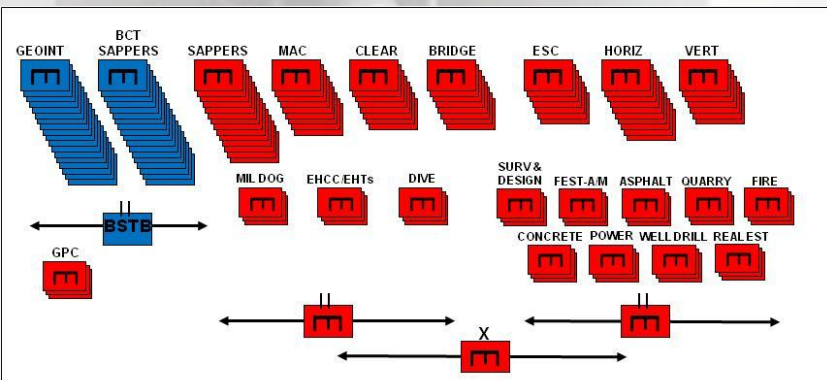 GEOINT
BCT
SAPPERS
SAPPERS
MAC
CLEAR
BRIDGE
ESC
HORIZ
VERT
MIL DOG
EHCC/EHTs
DIVE
SURV &
DESIGN
FEST-A/M
ASPHALT
QUARRY
FIRE
CONCRETE
POWER
WELL DRILL
REAL EST
BSTB
GPC
II
II
II
X